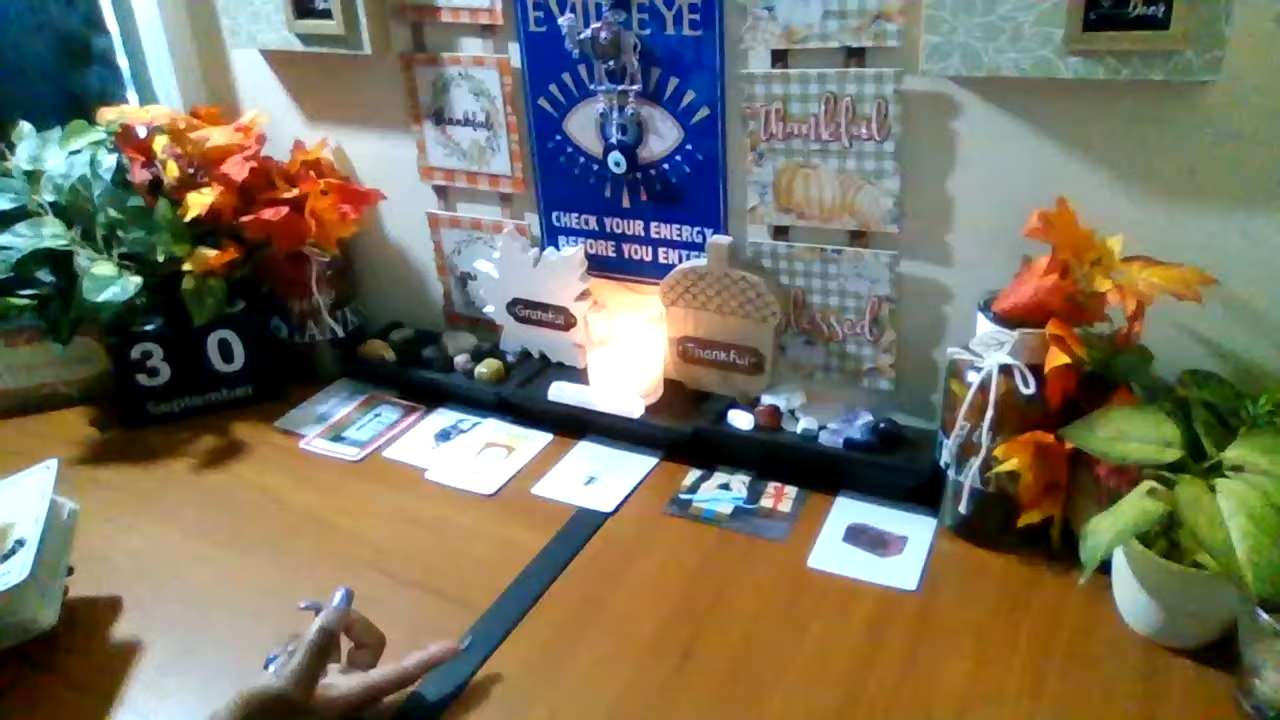 EVIL EYE
CHECK YOUR ENERGY
BEFORE YOU ENTER
Thankful
thankful
Grateful
Thankful
blessed
30
September